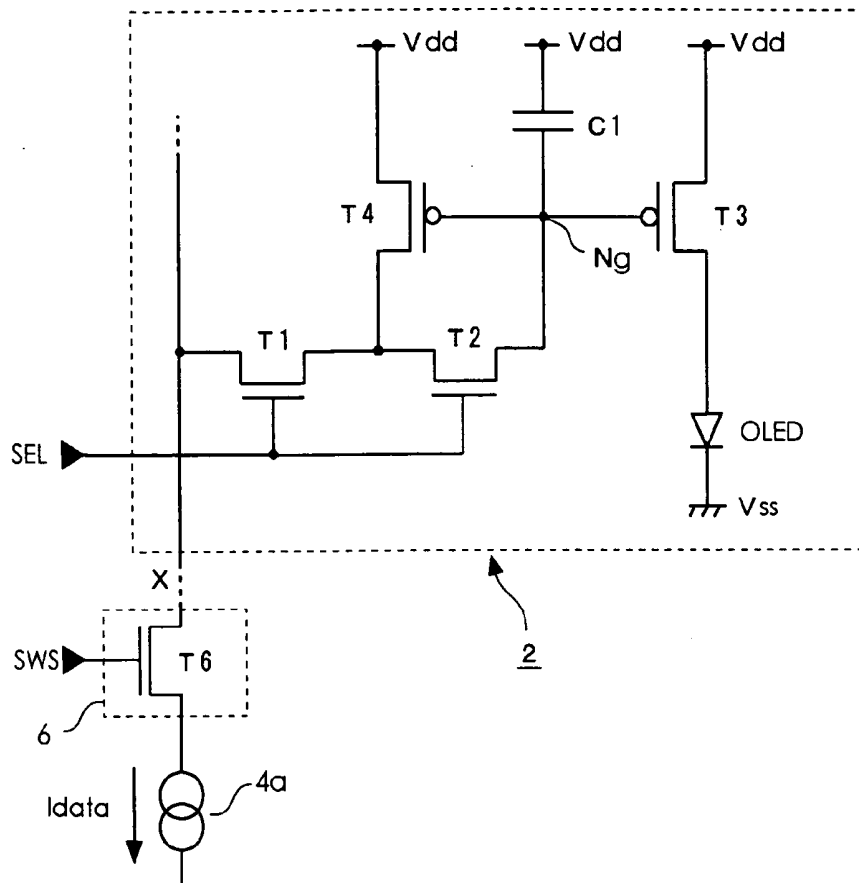 Vdd Vdd Vdd
C1
T4 T3
Ng
T1 T2
SEL OLED
Vss
X
SWS T6 2
6
4a
Idata